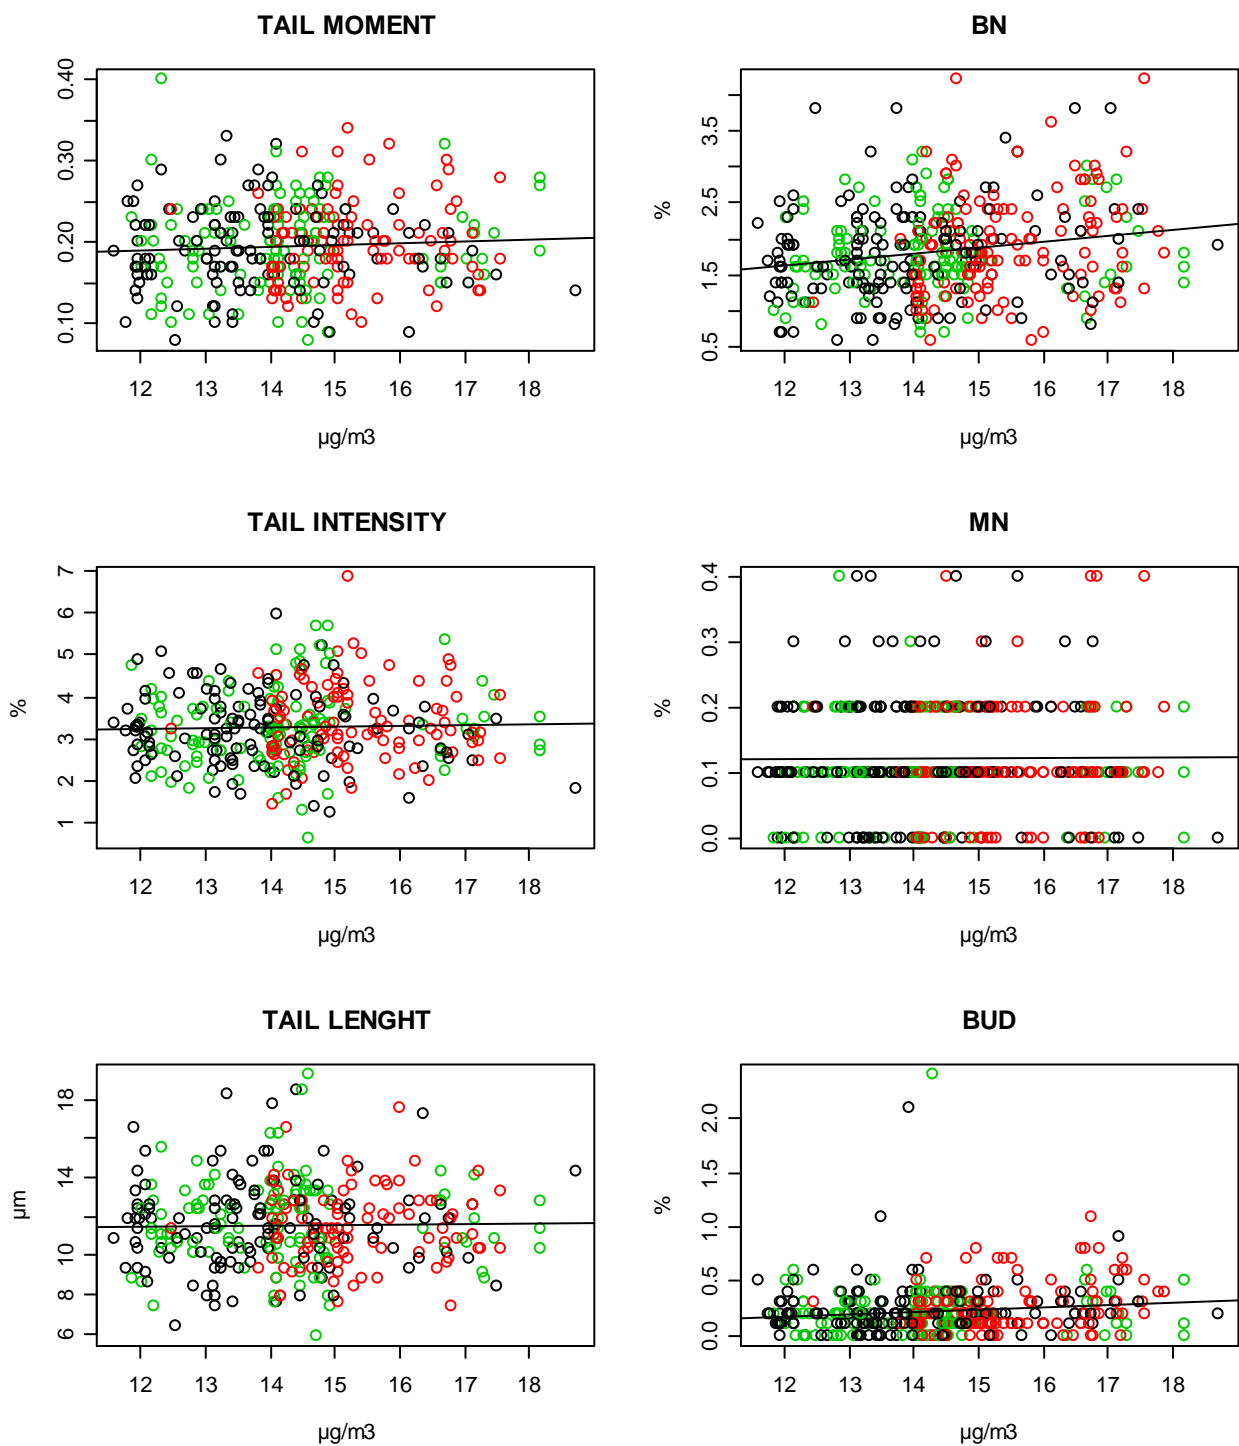 TAIL MOMENT
0.40
0.30
0.20
0.10
12 13 14 15 16 17 18
µg/m3
BN
%
3.5
2.5
1.5
0.5
12 13 14 15 16 17 18
µg/m3
TAIL INTENSITY
%
7
6
5
4
3
2
1
12 13 14 15 16 17 18
µg/m3
MN
%
0.4
0.3
0.2
0.1
0.0
12 13 14 15 16 17 18
µg/m3
TAIL LENGHT
µm
18
14
10
8
6
12 13 14 15 16 17 18
µg/m3
BUD
%
2.0
1.5
1.0
0.5
0.0
12 13 14 15 16 17 18
µg/m3